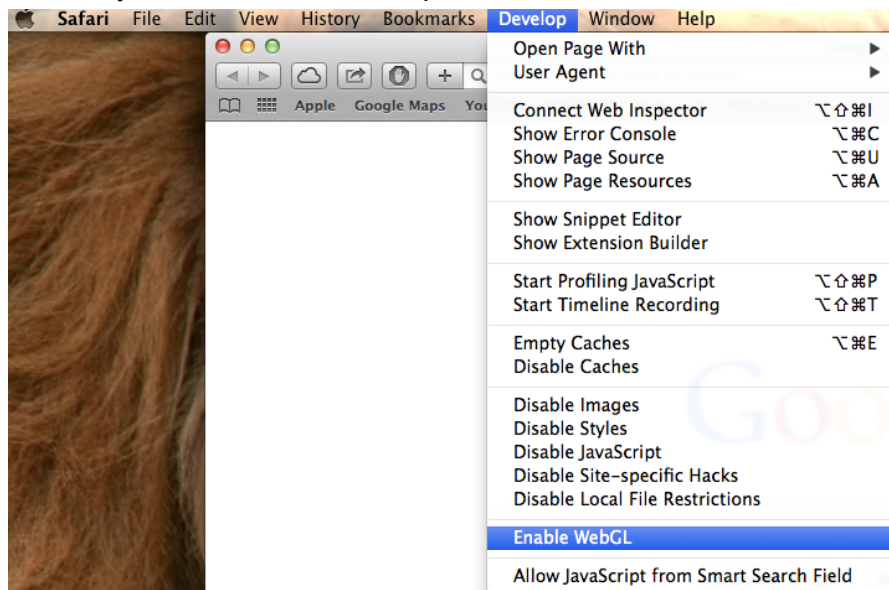 Safari File Edit View History Bookmarks Develop Window Help
Open Page With
User Agent
Apple Google Maps
Connect Web Inspector ⌥⇧⌘I
Show Error Console ⌥⌘C
Show Page Source ⌥⌘U
Show Page Resources ⌥⌘A
Show Snippet Editor
Show Extension Builder
Start Profiling JavaScript ⌥⇧⌘P
Start Timeline Recording ⌥⇧⌘T
Empty Caches ⌥⌘E
Disable Caches
Disable Images
Disable Styles
Disable JavaScript
Disable Site-specific Hacks
Disable Local File Restrictions
Enable WebGL
Allow JavaScript from Smart Search Field